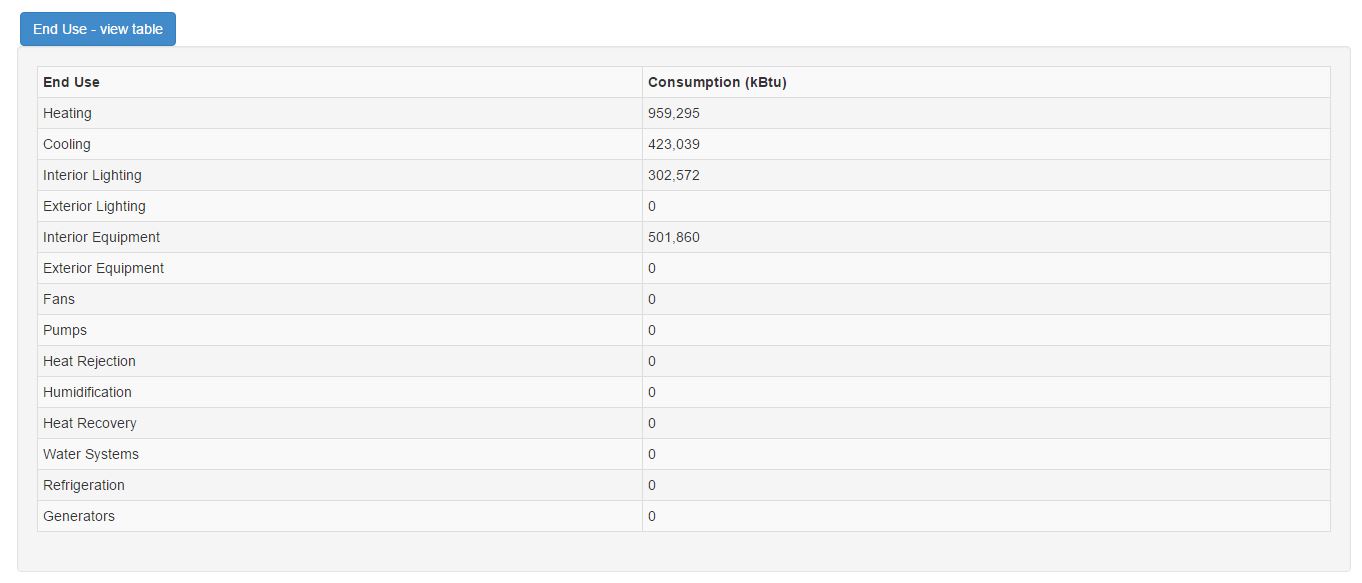 End Use - view table
End Use Consumption (kBtu)
Heating 959,295
Cooling 423,039
Interior Lighting 302,572
Exterior Lighting 0
Interior Equipment 501,860
Exterior Equipment 0
Fans 0
Pumps 0
Heat Rejection 0
Humidification 0
Heat Recovery 0
Water Systems 0
Refrigeration 0
Generators 0